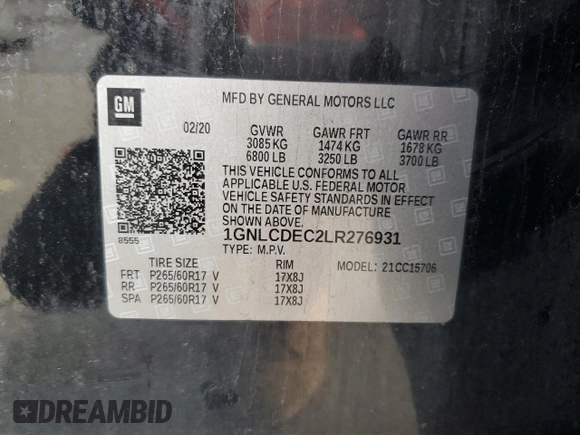 GM
MFD BY GENERAL MOTORS LLC
02/20 GVWR GAWR FRT GAWR RR
3085 KG 1474 KG 1678 KG
6800 LB 3250 LB 3700 LB
THIS VEHICLE CONFORMS TO ALL
APPLICABLE U.S. FEDERAL MOTOR
VEHICLE SAFETY STANDARDS IN EFFECT
ON THE DATE OF MANUFACTURE
SHOWN ABOVE.
8555 1GNLCDEC2LR276931
TYPE: M.P.V.
TIRE SIZE RIM MODEL: 21CC15706
FRT P265/60R17 V 17X8J
RR P265/60R17 V 17X8J
SPA P265/60R17 V 17X8J
DREAMBID